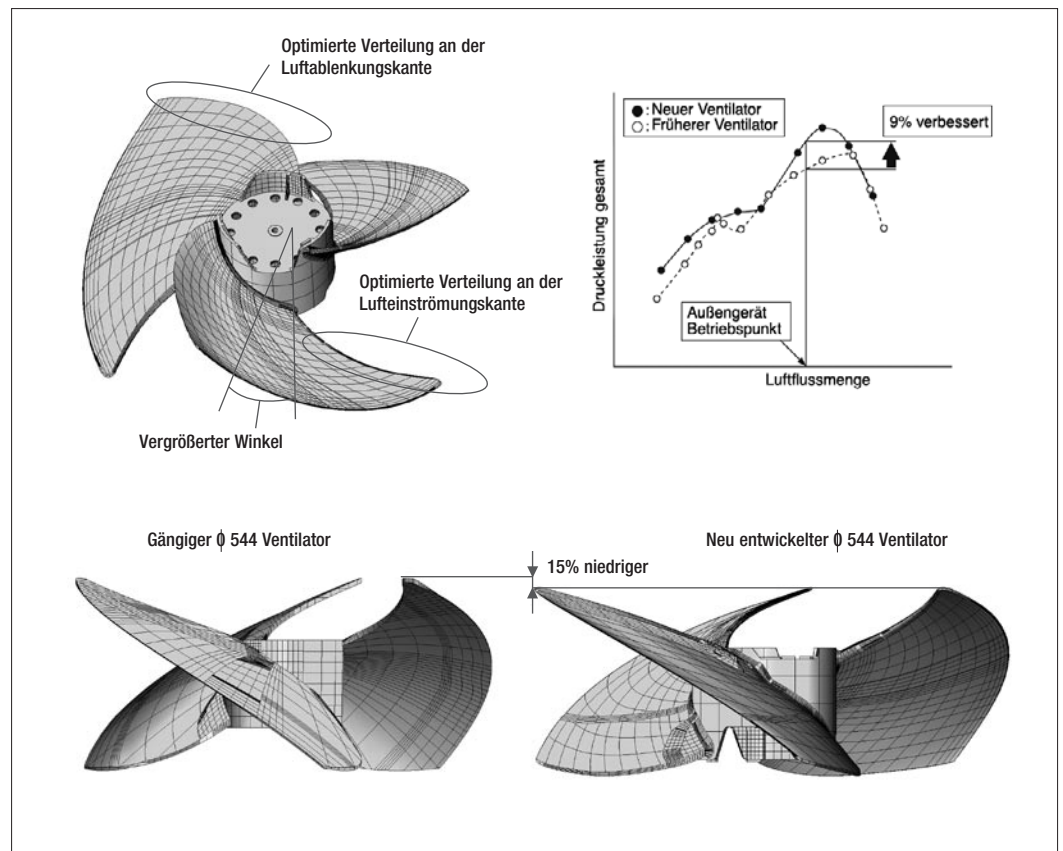 Optimierte Verteilung an der
Luftablenkungskante
Optimierte Verteilung an der
Lufteinströmungskante
Vergrößerter Winkel
●: Neuer Ventilator
○: Früherer Ventilator
9% verbessert
Druckleistung gesamt
Außengerät
Betriebspunkt
Luftflussmenge
Gängiger ϕ 544 Ventilator
Neu entwickelter ϕ 544 Ventilator
15% niedriger